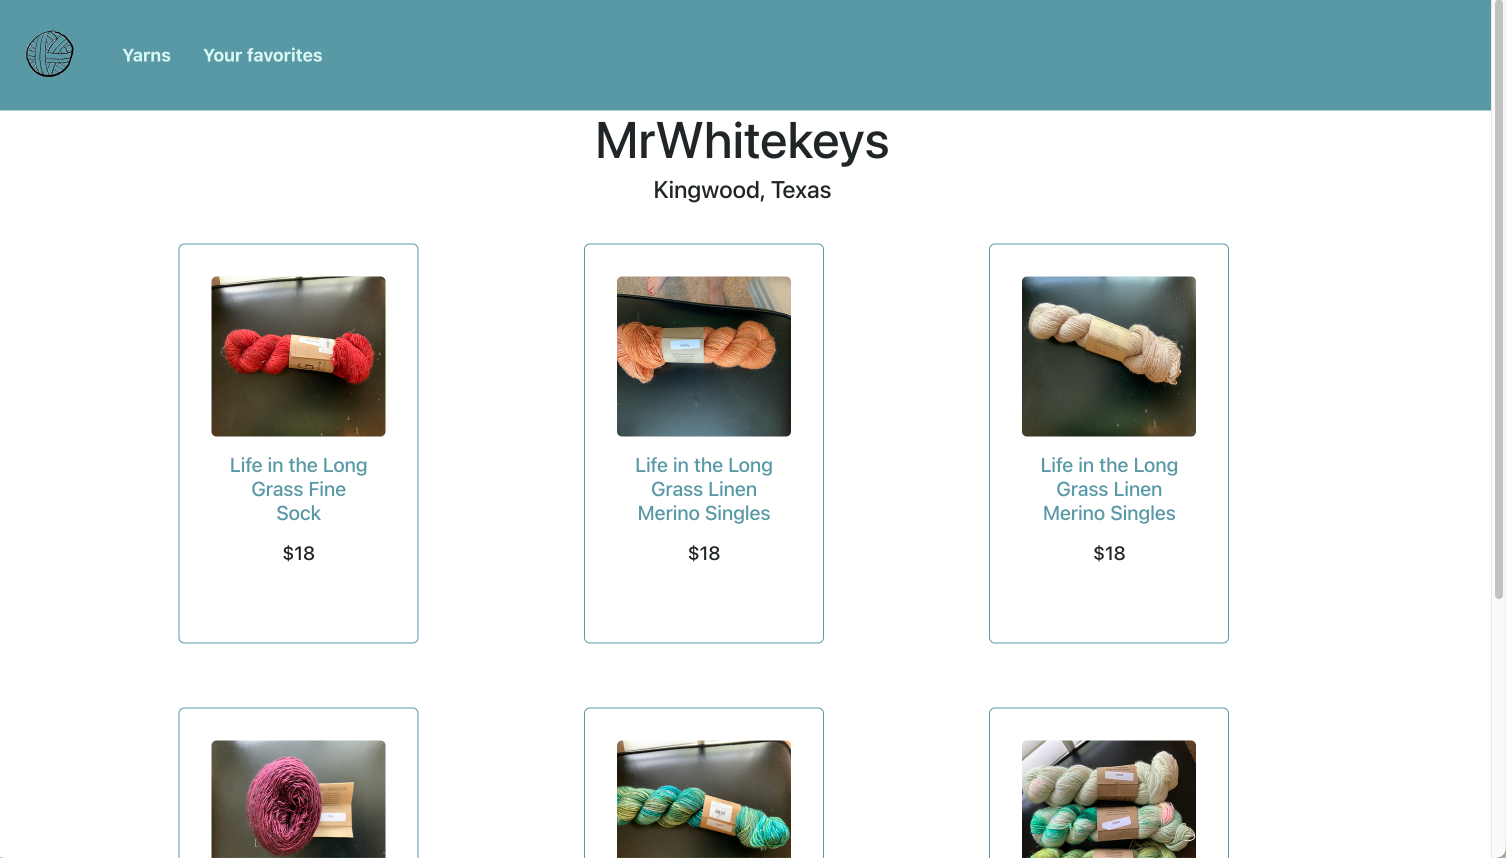 Yarns
Your favorites
MrWhitekeys
Kingwood, Texas
Life in the Long
Grass Fine
Sock
$18
Life in the Long
Grass Linen
Merino Singles
$18
Life in the Long
Grass Linen
Merino Singles
$18